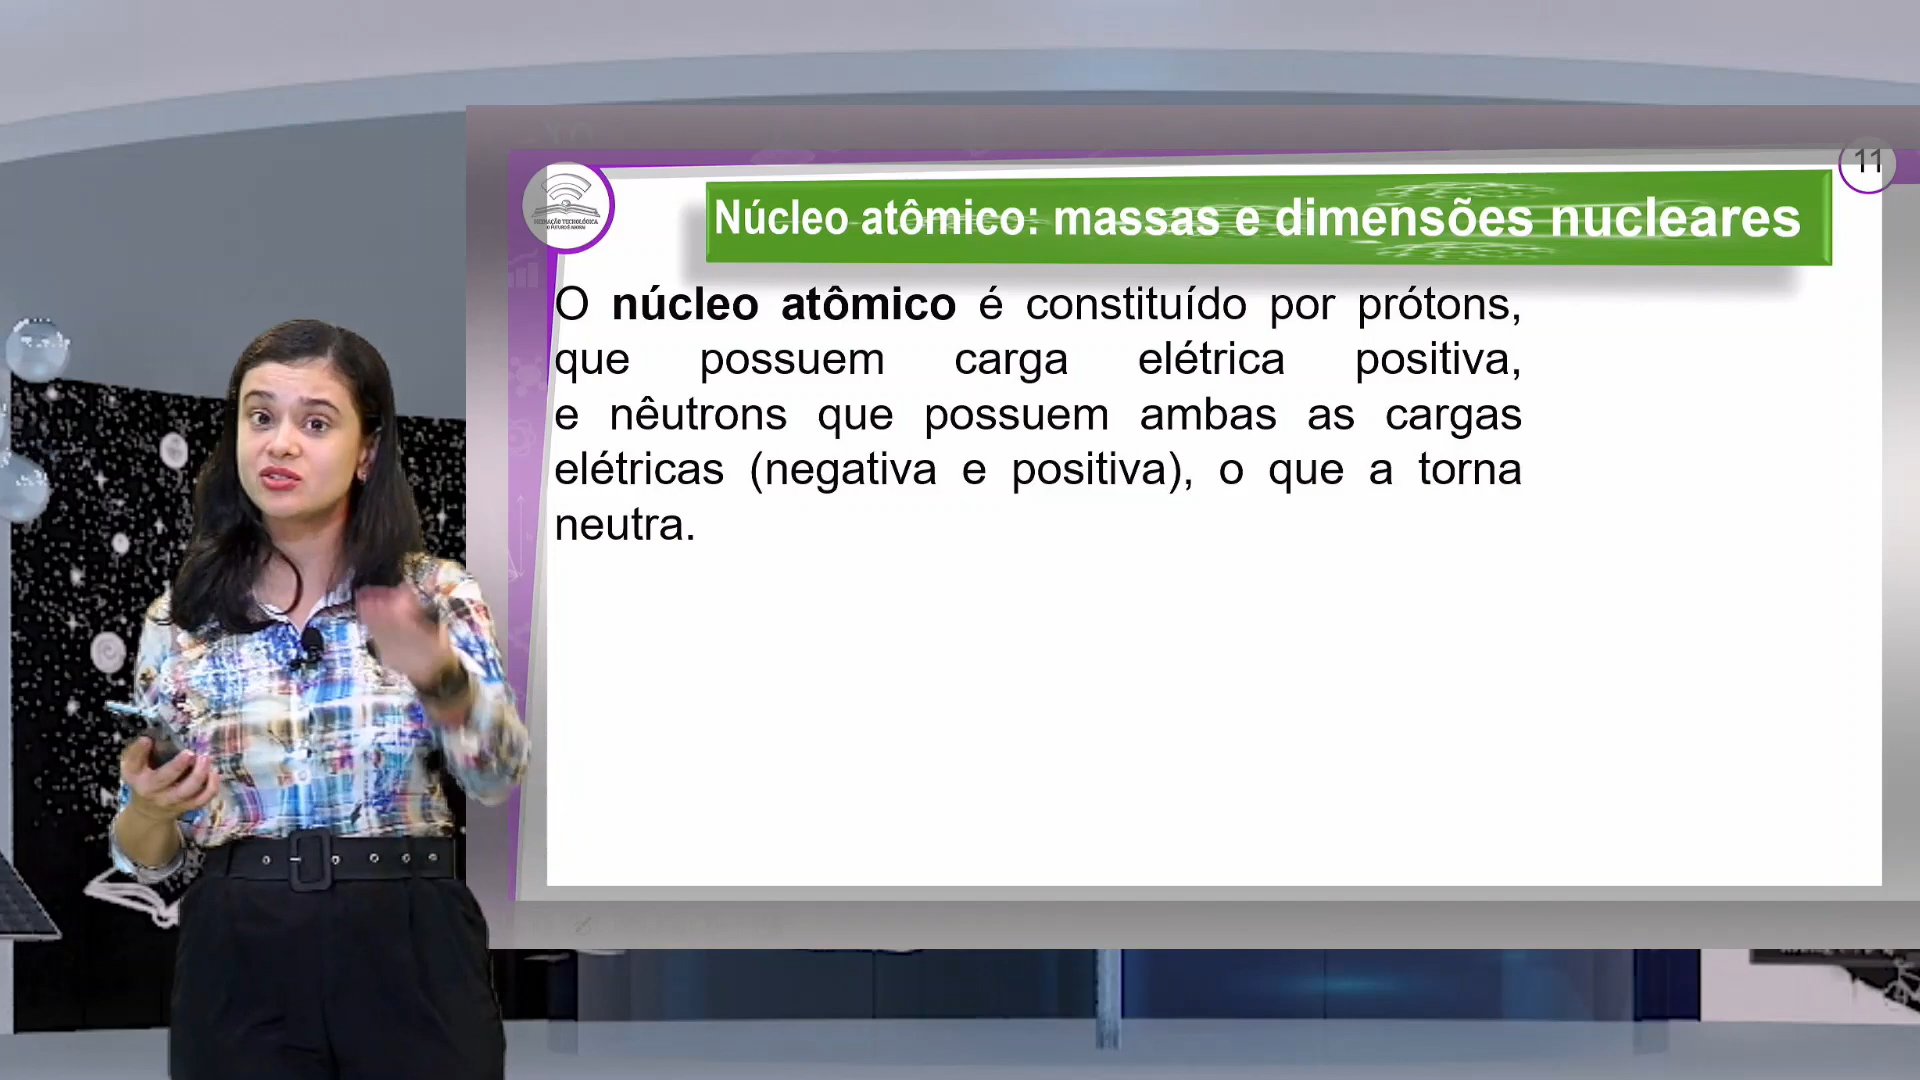 11
Núcleo atômico: massas e dimensões nucleares
O núcleo atômico é constituído por prótons,
que possuem carga elétrica positiva,
e nêutrons que possuem ambas as cargas
elétricas (negativa e positiva), o que a torna
neutra.